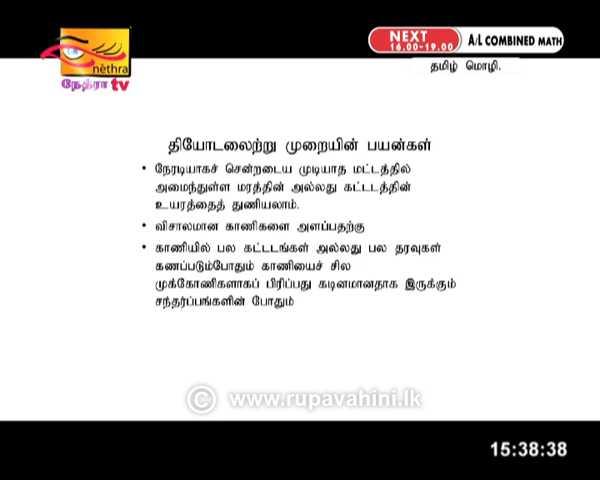 NEXT
16.00-19.00
A/L COMBINED MATH
தமிழ் மொழி.
nēthra
நேத்ரா tv
தியோடலைற்று முறையின் பயன்கள்
• நேரடியாகச் சென்றடைய முடியாத மட்டத்தில்
அமைந்துள்ள மரத்தின் அல்லது கட்டடத்தின்
உயரத்தைத் துணியலாம்.
• விசாலமான காணிகளை அளப்பதற்கு
• காணியில் பல கட்டடங்கள் அல்லது பல தரவுகள்
கணப்படும்போதும் காணியைச் சில
முக்கோணிகளாகப் பிரிப்பது கடினமானதாக இருக்கும்
சந்தர்ப்பங்களின் போதும்
© www.rupavahini.lk
15:38:38